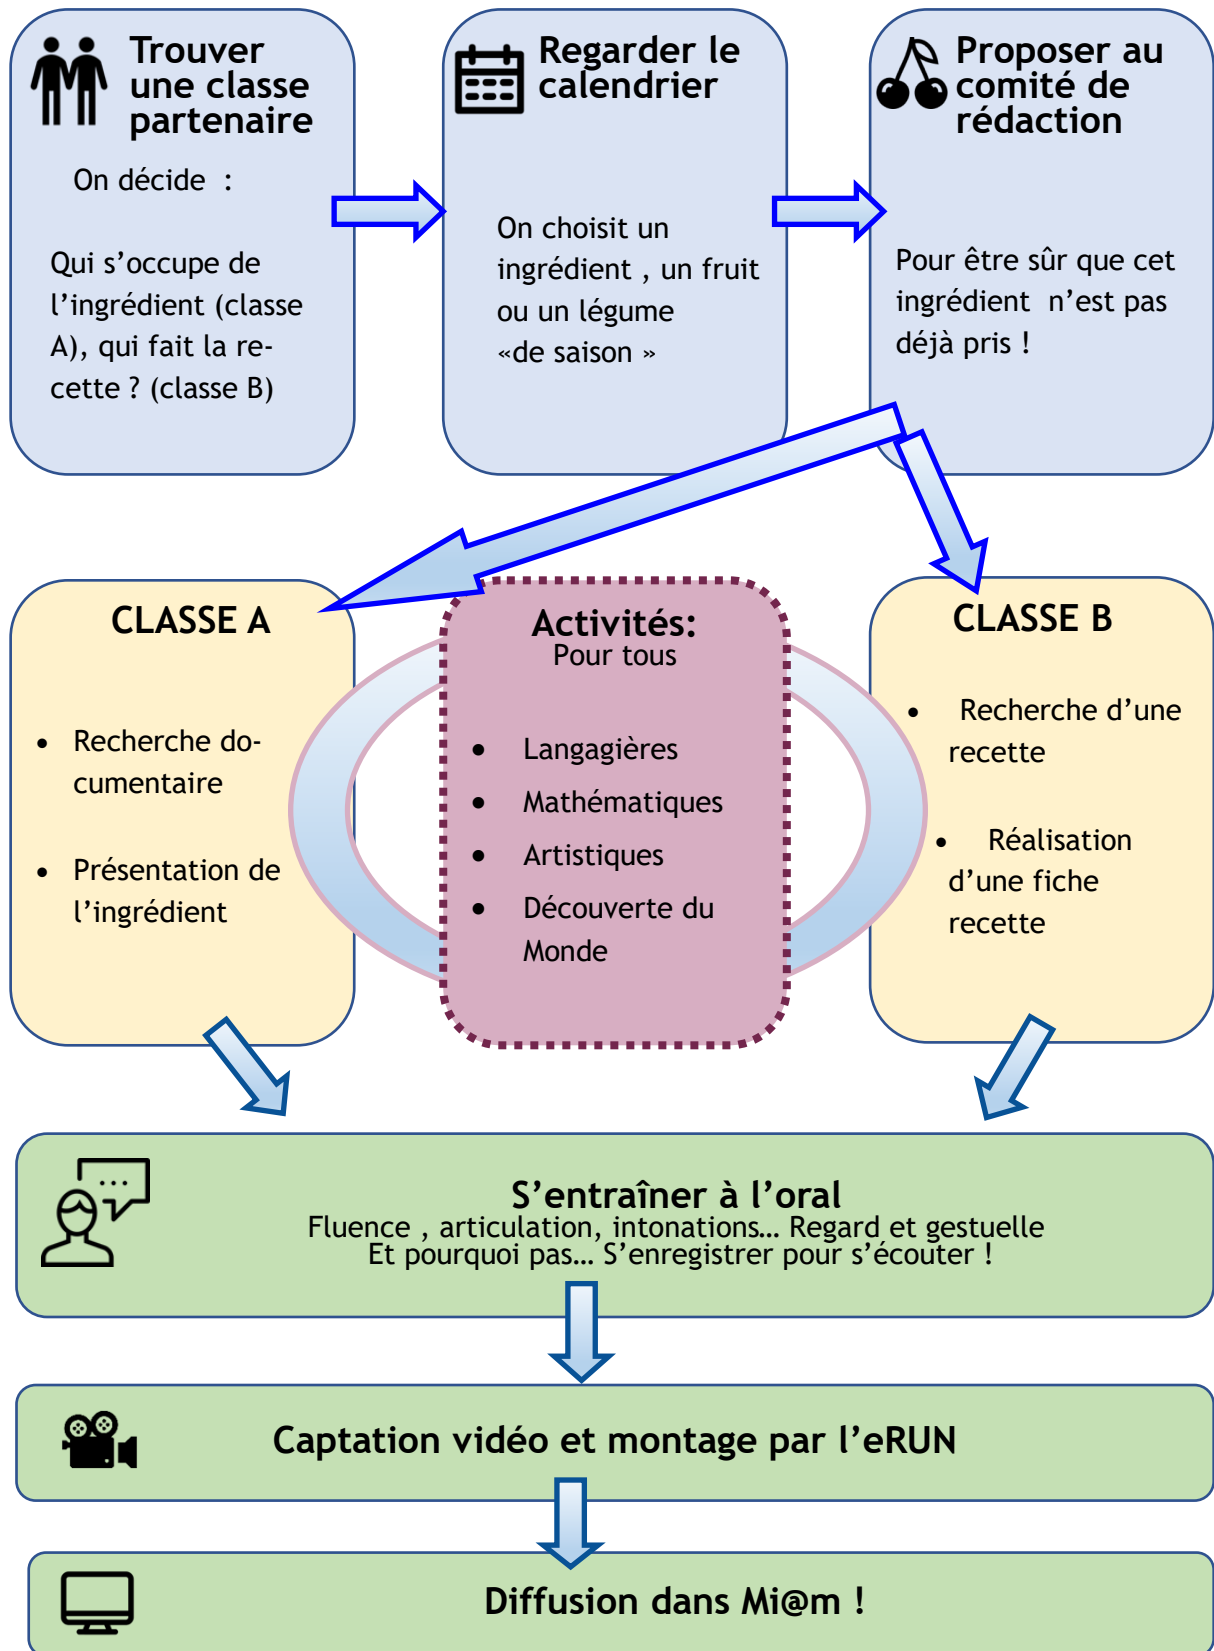 Trouver
une classe
partenaire
On décide :
Qui s’occupe de
l’ingrédient (classe
A), qui fait la re-
cette ? (classe B)
Regarder le
calendrier
On choisit un
ingrédient , un fruit
ou un légume
«de saison »
Proposer au
comité de
rédaction
Pour être sûr que cet
ingrédient n’est pas
déjà pris !
CLASSE A
• Recherche do-
cumentaire
• Présentation de
l’ingrédient
Activités:
Pour tous
• Langagières
• Mathématiques
• Artistiques
• Découverte du
Monde
CLASSE B
• Recherche d’une
recette
• Réalisation
d’une fiche
recette
S’entraîner à l’oral
Fluence , articulation, intonations… Regard et gestuelle
Et pourquoi pas… S’enregistrer pour s’écouter !
Captation vidéo et montage par l’eRUN
Diffusion dans Mi@m !